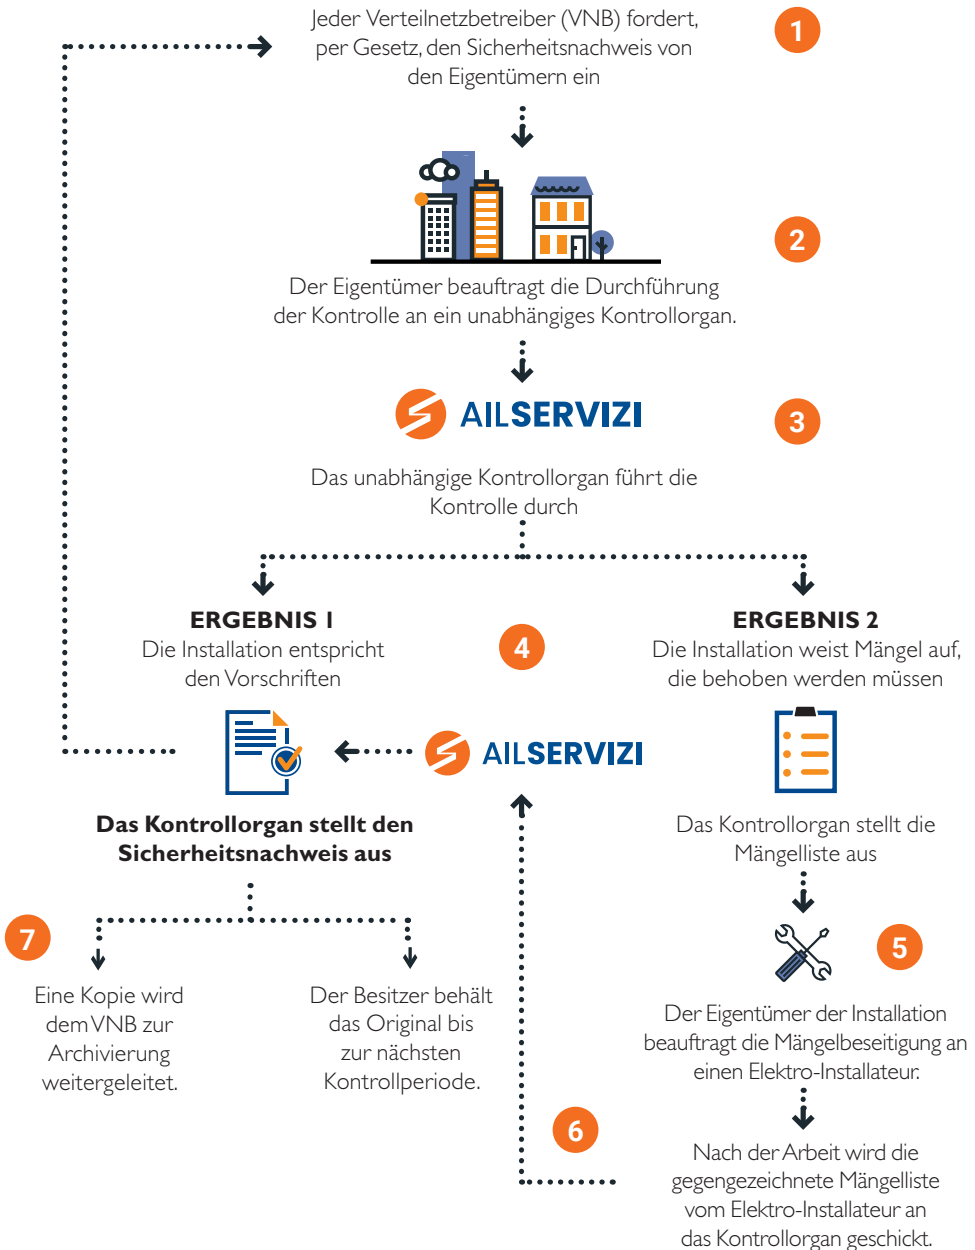 Jeder Verteilnetzbetreiber (VNB) fordert,
per Gesetz, den Sicherheitsnachweis von
den Eigentümern ein
1
2
Der Eigentümer beauftragt die Durchführung
der Kontrolle an ein unabhängiges Kontrollorgan.
AILSERVIZI
3
Das unabhängige Kontrollorgan führt die
Kontrolle durch
ERGEBNIS 1
Die Installation entspricht
den Vorschriften
4
ERGEBNIS 2
Die Installation weist Mängel auf,
die behoben werden müssen
AILSERVIZI
Das Kontrollorgan stellt den
Sicherheitsnachweis aus
Das Kontrollorgan stellt die
Mängelliste aus
7
Eine Kopie wird
dem VNB zur
Archivierung
weitergeleitet.
Der Besitzer behält
das Original bis
zur nächsten
Kontrollperiode.
5
Der Eigentümer der Installation
beauftragt die Mängelbeseitigung an
einen Elektro-Installateur.
6
Nach der Arbeit wird die
gegengezeichnete Mängelliste
vom Elektro-Installateur an
das Kontrollorgan geschickt.